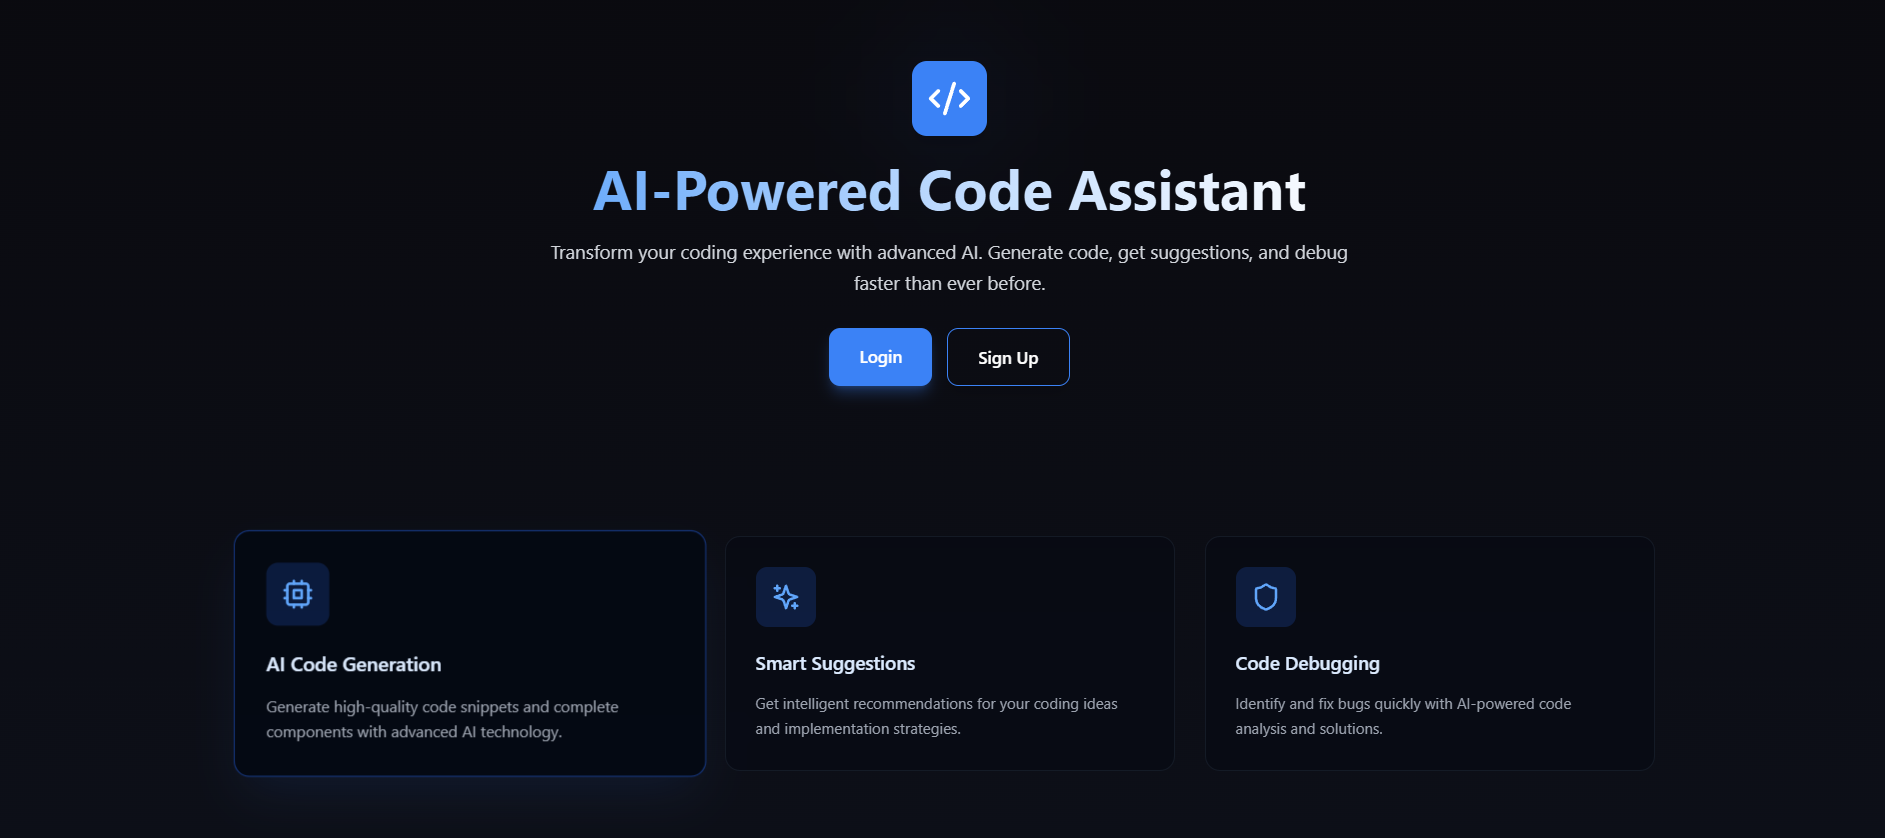 AI-Powered Code Assistant
Transform your coding experience with advanced AI. Generate code, get suggestions, and debug
faster than ever before.
Login
Sign Up
AI Code Generation
Generate high-quality code snippets and complete
components with advanced AI technology.
Smart Suggestions
Get intelligent recommendations for your coding ideas
and implementation strategies.
Code Debugging
Identify and fix bugs quickly with AI-powered code
analysis and solutions.